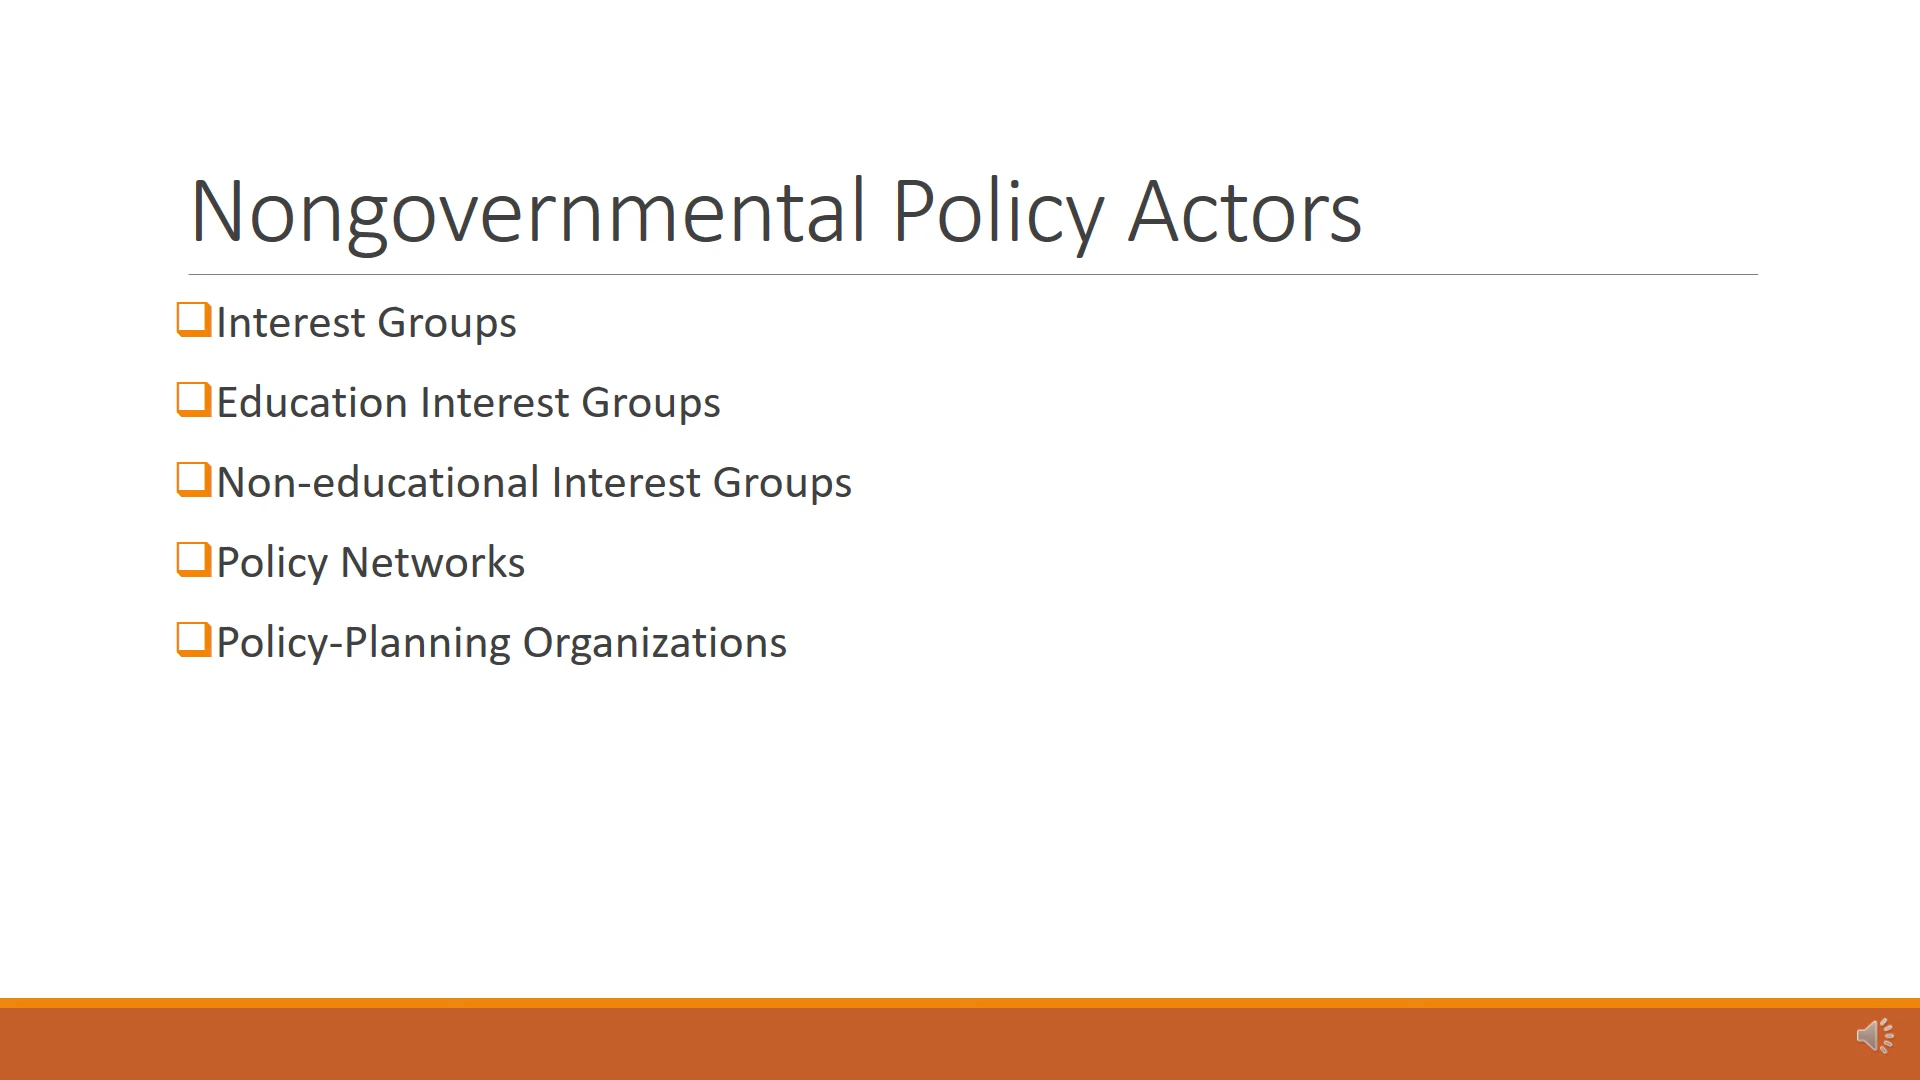 Nongovernmental Policy Actors
Interest Groups
Education Interest Groups
Non-educational Interest Groups
Policy Networks
Policy-Planning Organizations